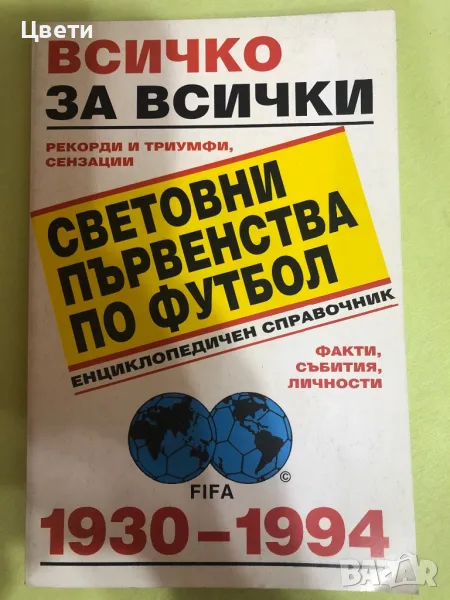 Цвети
ВСИЧКО
ЗА ВСИЧКИ
РЕКОРДИ И ТРИУМФИ,
СЕНЗАЦИИ
СВЕТОВНИ
ПЪРВЕНСТВА
ПО ФУТБОЛ
ЕНЦИКЛОПЕДИЧЕН СПРАВОЧНИК
ФАКТИ,
СЪБИТИЯ,
ЛИЧНОСТИ
©
FIFA
1930–1994
BAZAR